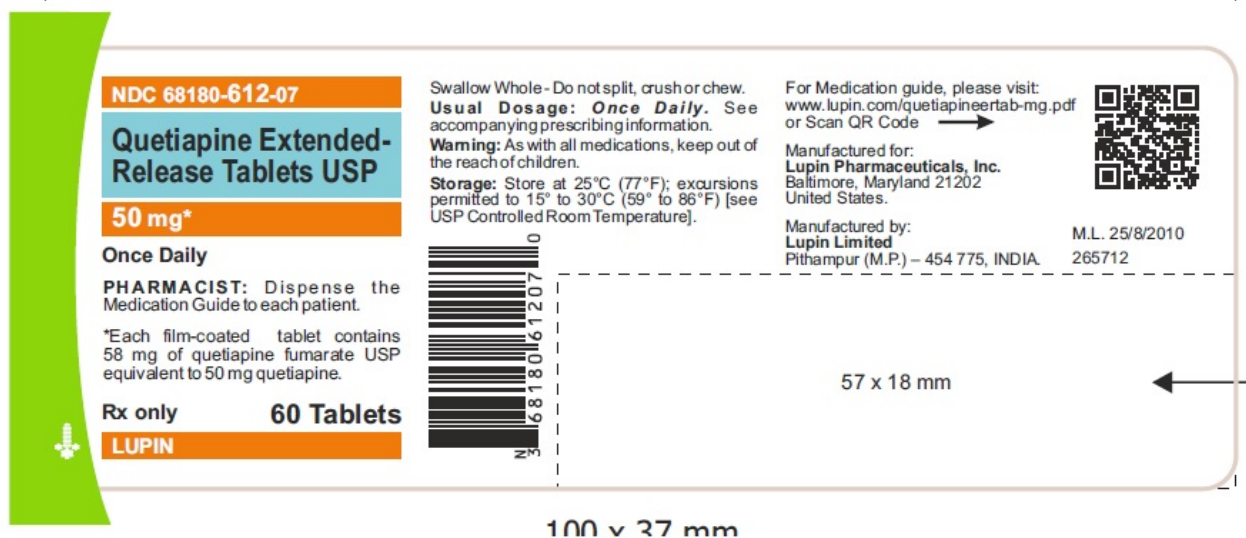 NDC 68180-612-07
Quetiapine Extended-
Release Tablets USP
50 mg*
Once Daily
PHARMACIST: Dispense the
Medication Guide to each patient.
*Each film-coated tablet contains
58 mg of quetiapine fumarate USP
equivalent to 50 mg quetiapine.
Rx only 60 Tablets
LUPIN
Swallow Whole - Do not split, crush or chew.
Usual Dosage: Once Daily. See
accompanying prescribing information.
Warning: As with all medications, keep out of
the reach of children.
Storage: Store at 25°C (77°F); excursions
permitted to 15° to 30°C (59° to 86°F) [see
USP Controlled Room Temperature].
N
3 68180 61207 0
For Medication guide, please visit:
www.lupin.com/quetiapineertab-mg.pdf
or Scan QR Code
Manufactured for:
Lupin Pharmaceuticals, Inc.
Baltimore, Maryland 21202
United States.
Manufactured by:
Lupin Limited
Pithampur (M.P.) – 454 775, INDIA.
M.L. 25/8/2010
265712
57 x 18 mm
100 x 37 mm